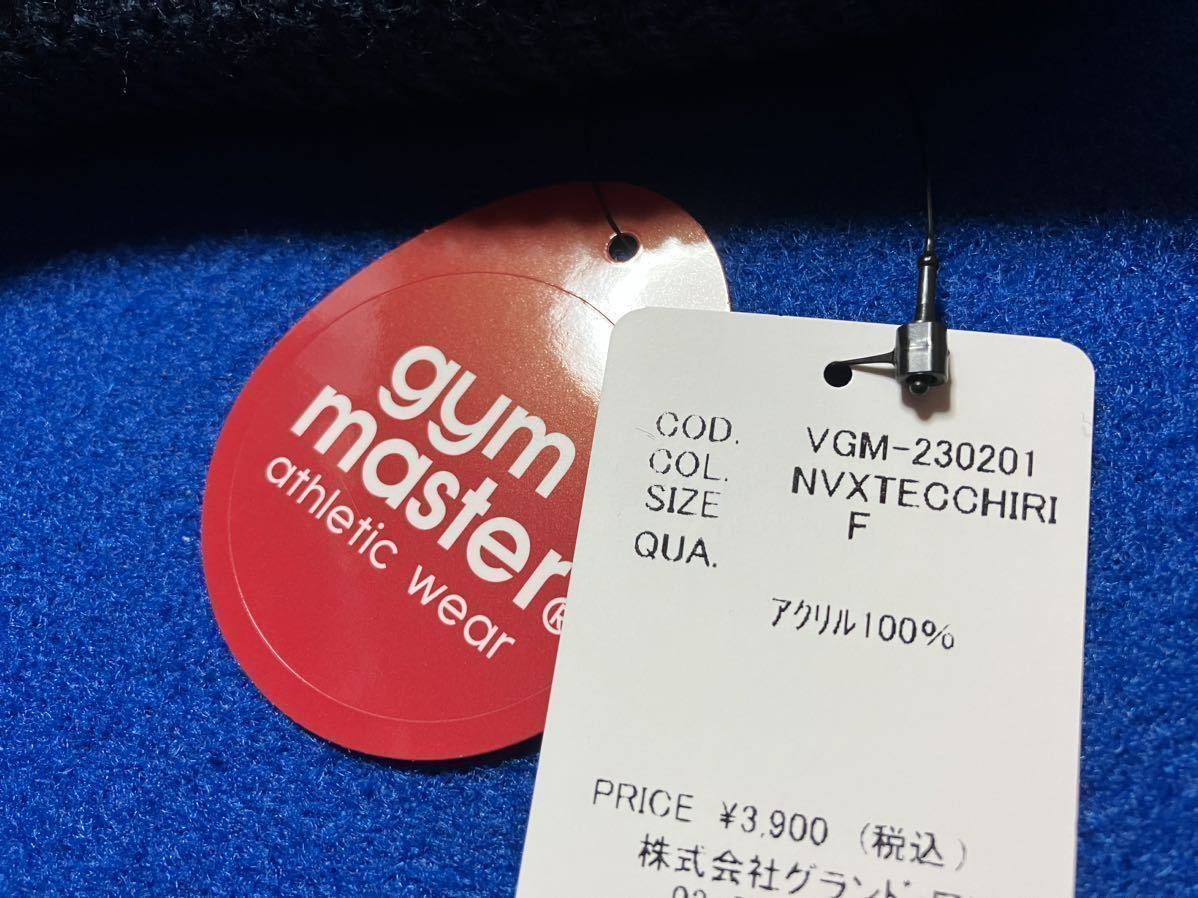 gym
master®
athletic wear
COD. VGM-230201
COL. NVXTECCHIRI
SIZE F
QUA.
アクリル100%
PRICE ¥3,900 (税込)
株式会社グランド